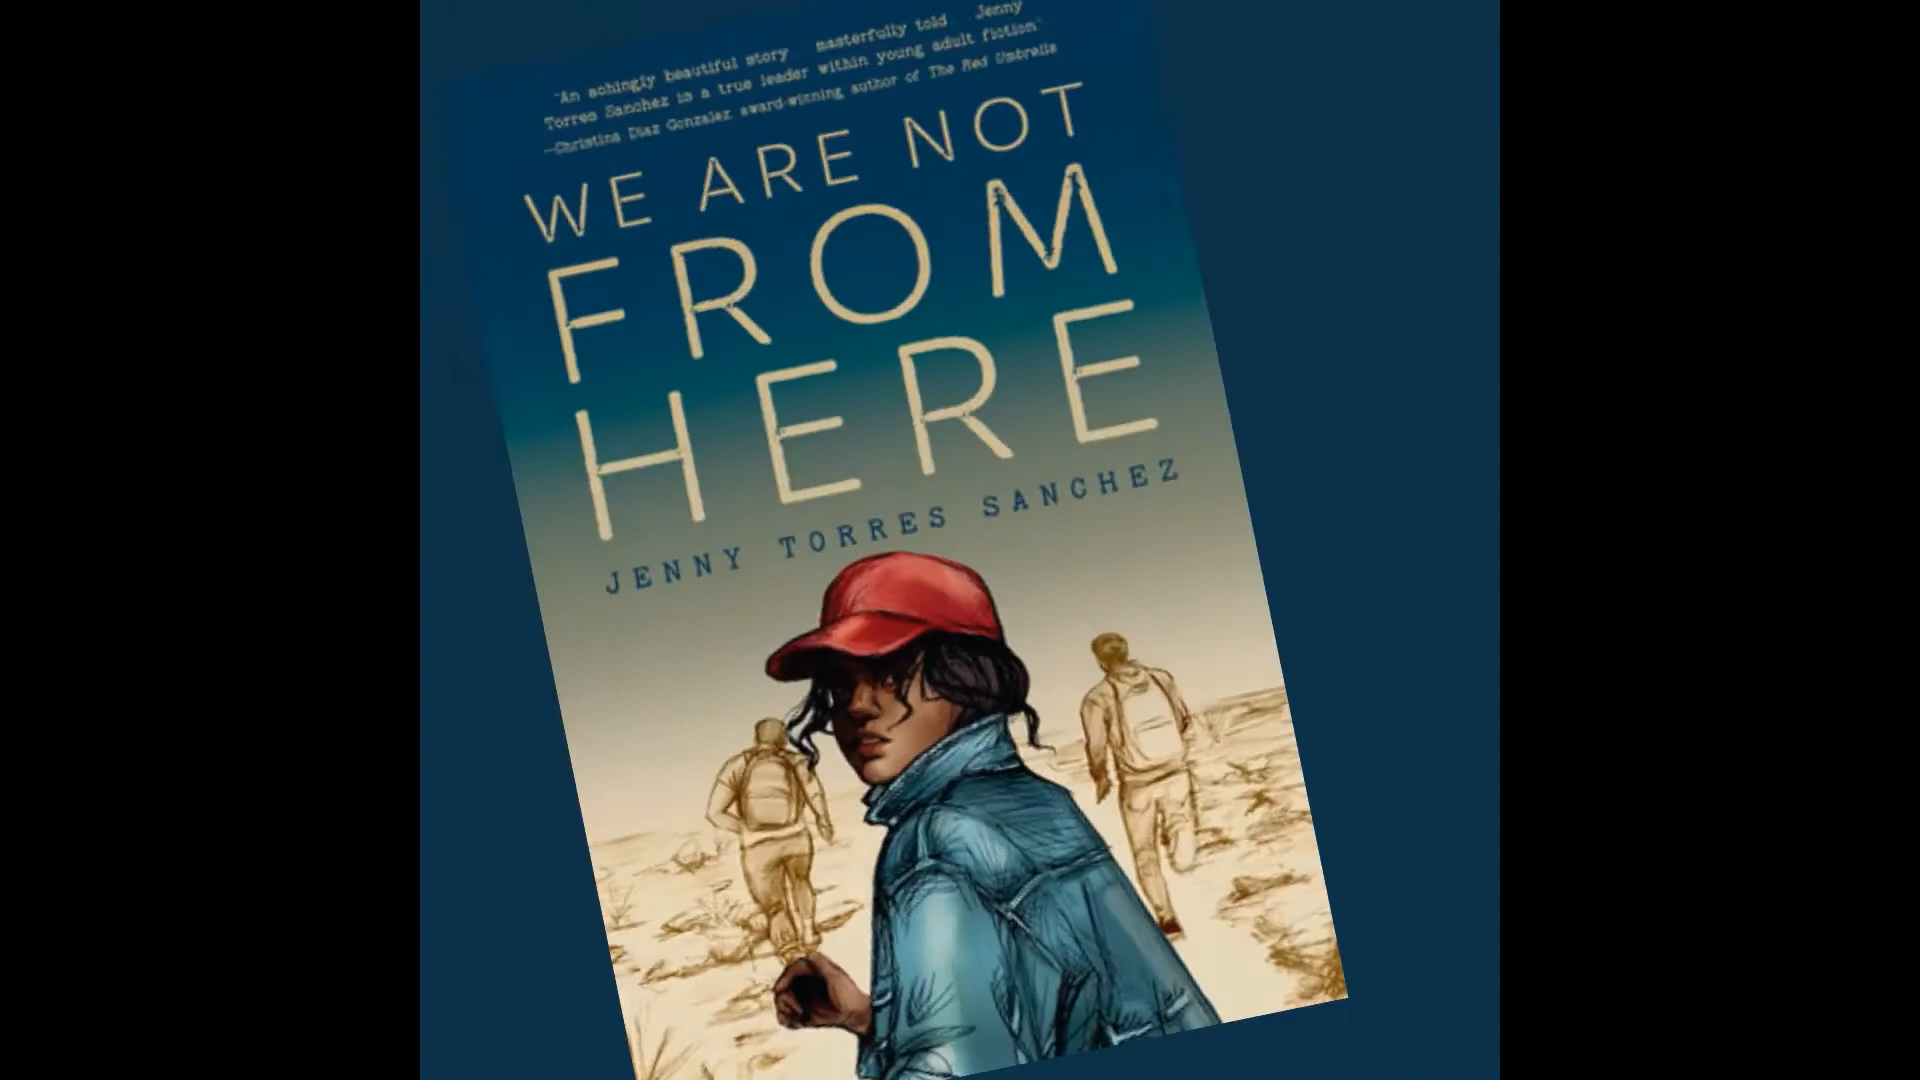 "An achingly beautiful story masterfully told Jenny
Torres Sanchez is a true leader within young adult fiction"
—Christina Diaz Gonzalez, award-winning author of The Red Umbrella
WE ARE NOT
FROM
HERE
JENNY TORRES SANCHEZ